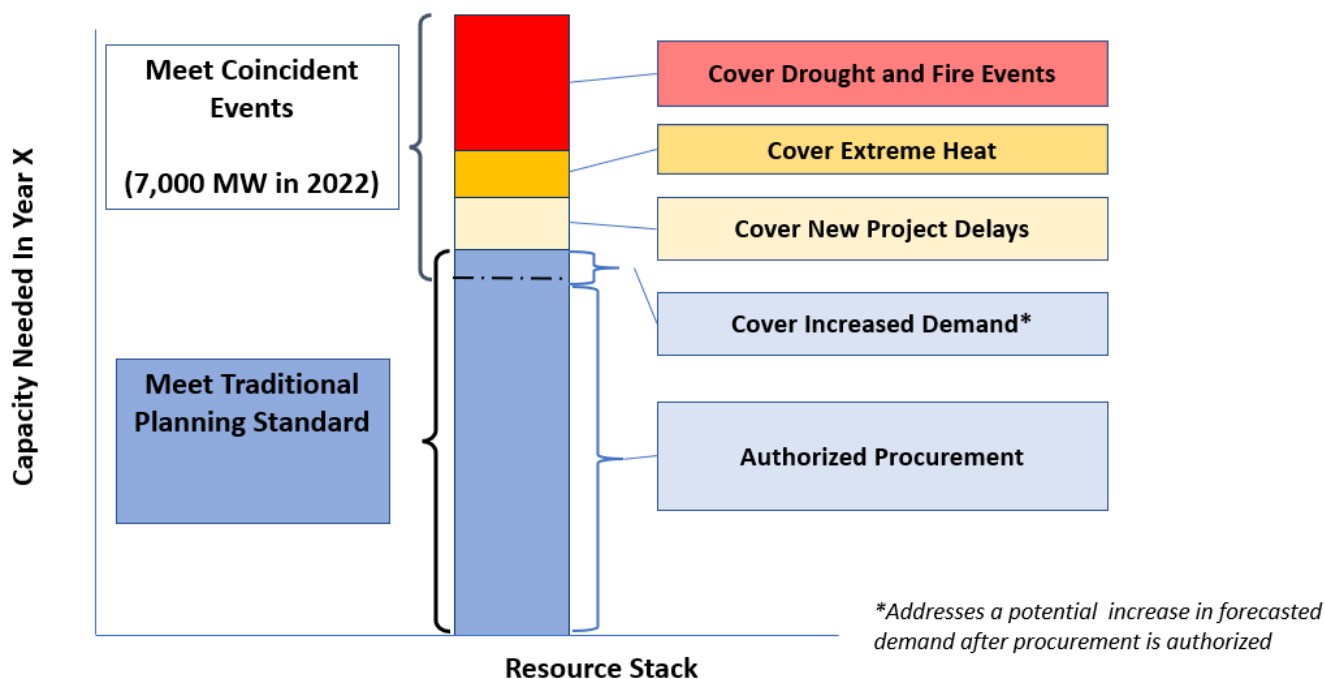 Capacity Needed In Year X
Meet Coincident
Events
(7,000 MW in 2022)
Meet Traditional
Planning Standard
Cover Drought and Fire Events
Cover Extreme Heat
Cover New Project Delays
Cover Increased Demand*
Authorized Procurement
*Addresses a potential increase in forecasted
demand after procurement is authorized
Resource Stack